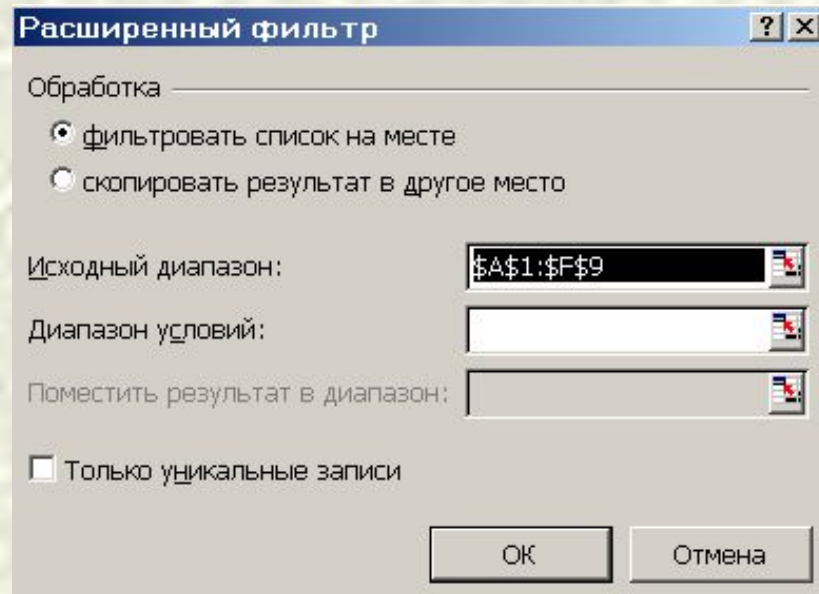 Расширенный фильтр
Обработка
фильтровать список на месте
скопировать результат в другое место
Исходный диапазон: $A$1:$F$9
Диапазон условий:
Поместить результат в диапазон:
Только уникальные записи
ОК Отмена